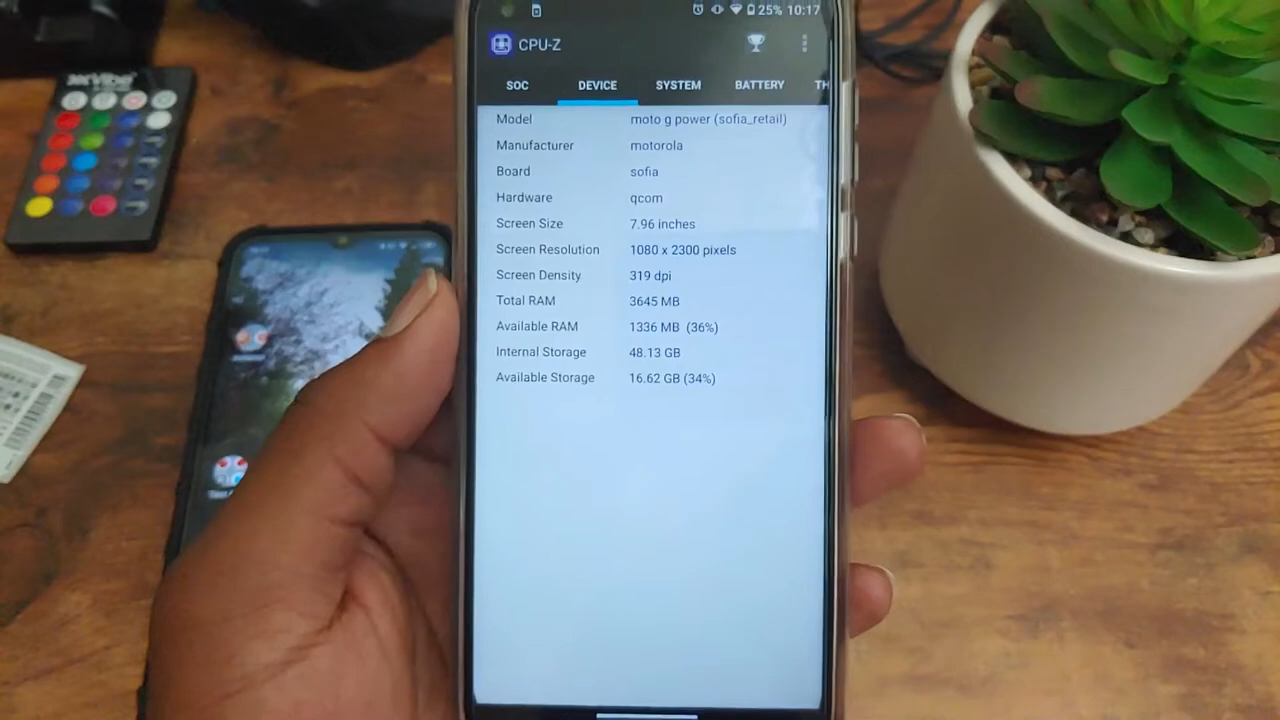 25% 10:17
CPU-Z
SOC DEVICE SYSTEM BATTERY TH
Model moto g power (sofia_retail)
Manufacturer motorola
Board sofia
Hardware qcom
Screen Size 7.96 inches
Screen Resolution 1080 x 2300 pixels
Screen Density 319 dpi
Total RAM 3645 MB
Available RAM 1336 MB (36%)
Internal Storage 48.13 GB
Available Storage 16.62 GB (34%)